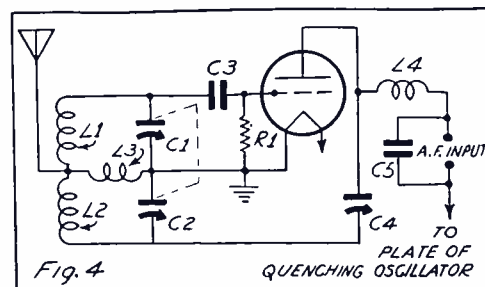 C3
L4
L1
C1
L3
R1
C5
A.F. INPUT
L2
C2
C4
TO
PLATE OF
QUENCHING OSCILLATOR
Fig. 4